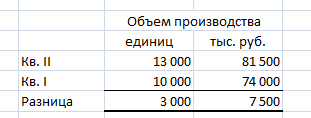 Объем производства
единиц тыс. руб.
Кв. II 13 000 81 500
Кв. I 10 000 74 000
Разница 3 000 7 500